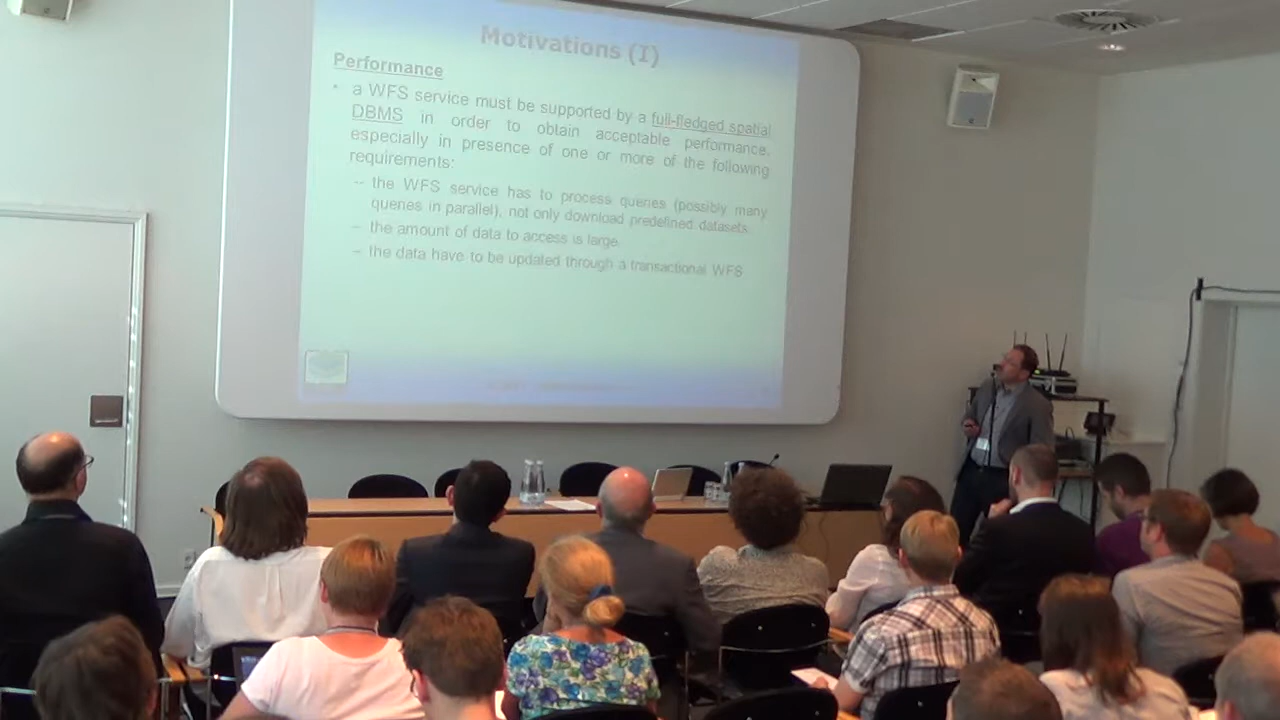 Motivations (I)
Performance
• a WFS service must be supported by a full-fledged spatial
DBMS in order to obtain acceptable performance,
especially in presence of one or more of the following
requirements:
– the WFS service has to process queries (possibly many
queries in parallel), not only download predefined datasets.
– the amount of data to access is large.
– the data have to be updated through a transactional WFS